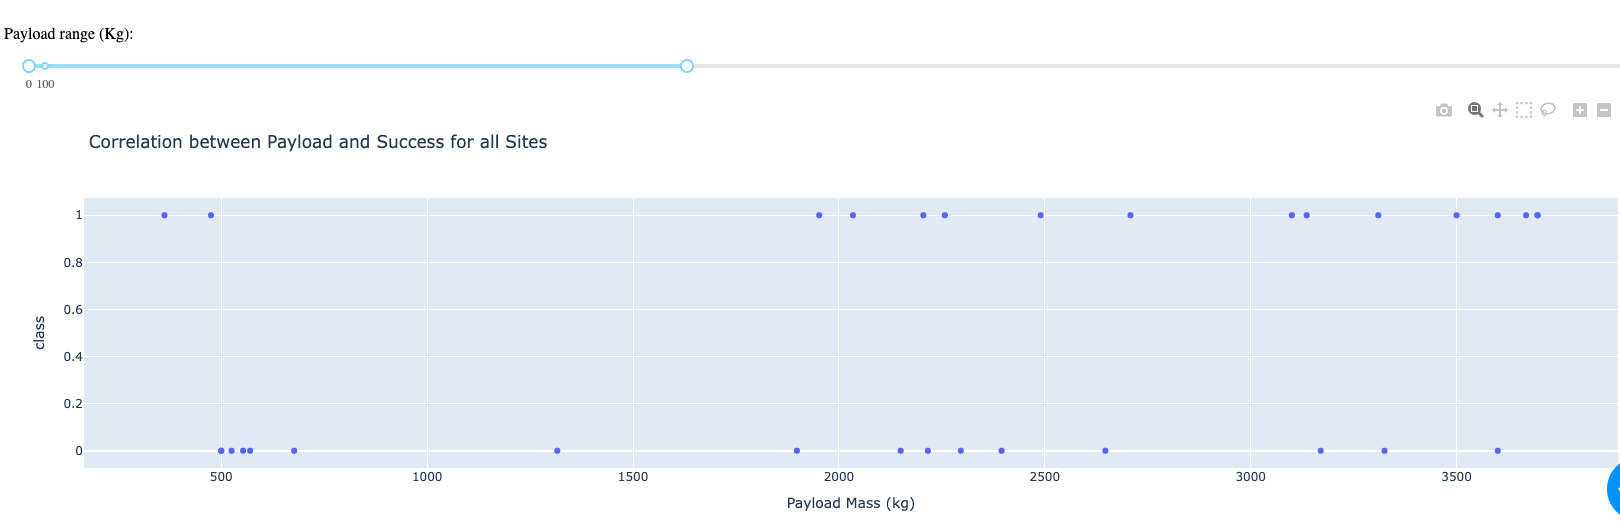 Payload range (Kg):
0 100
Correlation between Payload and Success for all Sites
1
0.8
0.6
0.4
0.2
0
class
500 1000 1500 2000 2500 3000 3500
Payload Mass (kg)